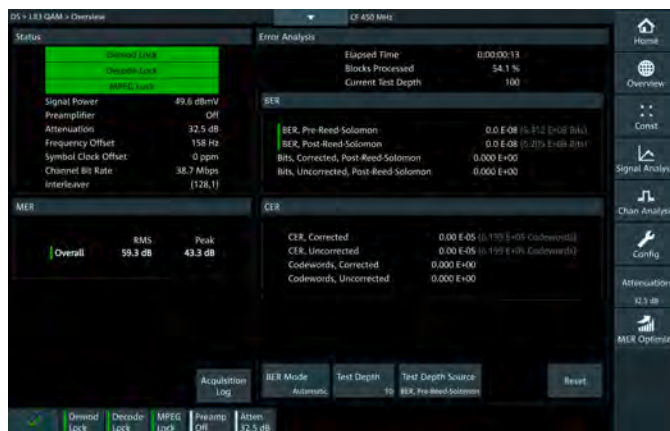 DS > J.83 QAM > Overview
CF 450 MHz
Status
Demod Lock
Decode Lock
MPEG Lock
Signal Power 49.6 dBmV
Preamplifier Off
Attenuation 32.5 dB
Frequency Offset 158 Hz
Symbol Clock Offset 0 ppm
Channel Bit Rate 38.7 Mbps
Interleaver (128,1)
MER
RMS Peak
Overall 59.3 dB 43.3 dB
Acquisition
Log
Error Analysis
Elapsed Time 0:00:00:13
Blocks Processed 54.1 %
Current Test Depth 100
BER
BER, Pre-Reed-Solomon 0.0 E-08
BER, Post-Reed-Solomon 0.0 E-08
Bits, Corrected, Post-Reed-Solomon 0.000 E+00
Bits, Uncorrected, Post-Reed-Solomon 0.000 E+00
CER
CER, Corrected 0.00 E-05
CER, Uncorrected 0.00 E-05
Codewords, Corrected 0.000 E+00
Codewords, Uncorrected 0.000 E+00
BER Mode
Automatic
Test Depth
10
Test Depth Source
BER, Pre-Reed-Solomon
Reset
Home
Overview
Const
Signal Analys
Chan Analys
Config
Attenuation
32.5 dB
MER Optimiz
Demod
Lock
Decode
Lock
MPEG
Lock
Preamp
Off
Atten.
32.5 dB